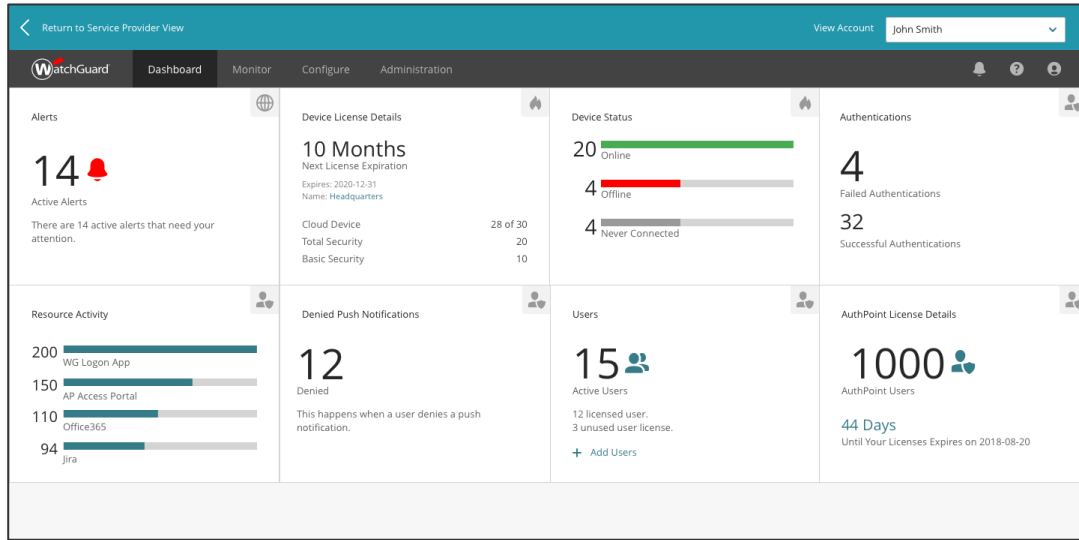 Return to Service Provider View
View Account
John Smith
WatchGuard
Dashboard
Monitor
Configure
Administration
Alerts
14
Active Alerts
There are 14 active alerts that need your
attention.
Device License Details
10 Months
Next License Expiration
Expires: 2020-12-31
Name: Headquarters
Cloud Device 28 of 30
Total Security 20
Basic Security 10
Device Status
20 Online
4 Offline
4 Never Connected
Authentications
4
Failed Authentications
32
Successful Authentications
Resource Activity
200 WG Logon App
150 AP Access Portal
110 Office365
94 Jira
Denied Push Notifications
12
Denied
This happens when a user denies a push
notification.
Users
15
Active Users
12 licensed user.
3 unused user license.
+ Add Users
AuthPoint License Details
1000
AuthPoint Users
44 Days
Until Your Licenses Expires on 2018-08-20